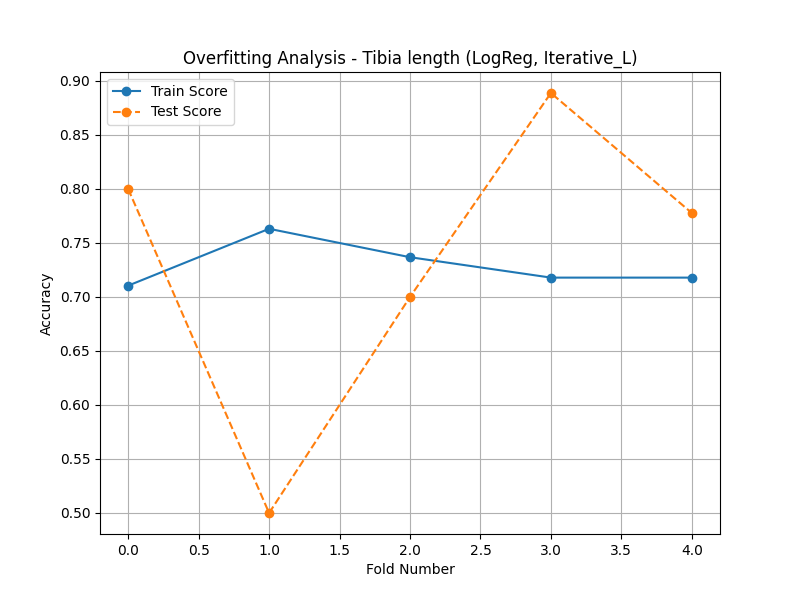 Overfitting Analysis - Tibia length (LogReg, Iterative_L)
Train Score
Test Score
0.90
0.85
0.80
0.75
0.70
0.65
0.60
0.55
0.50
Accuracy
0.0 0.5 1.0 1.5 2.0 2.5 3.0 3.5 4.0
Fold Number